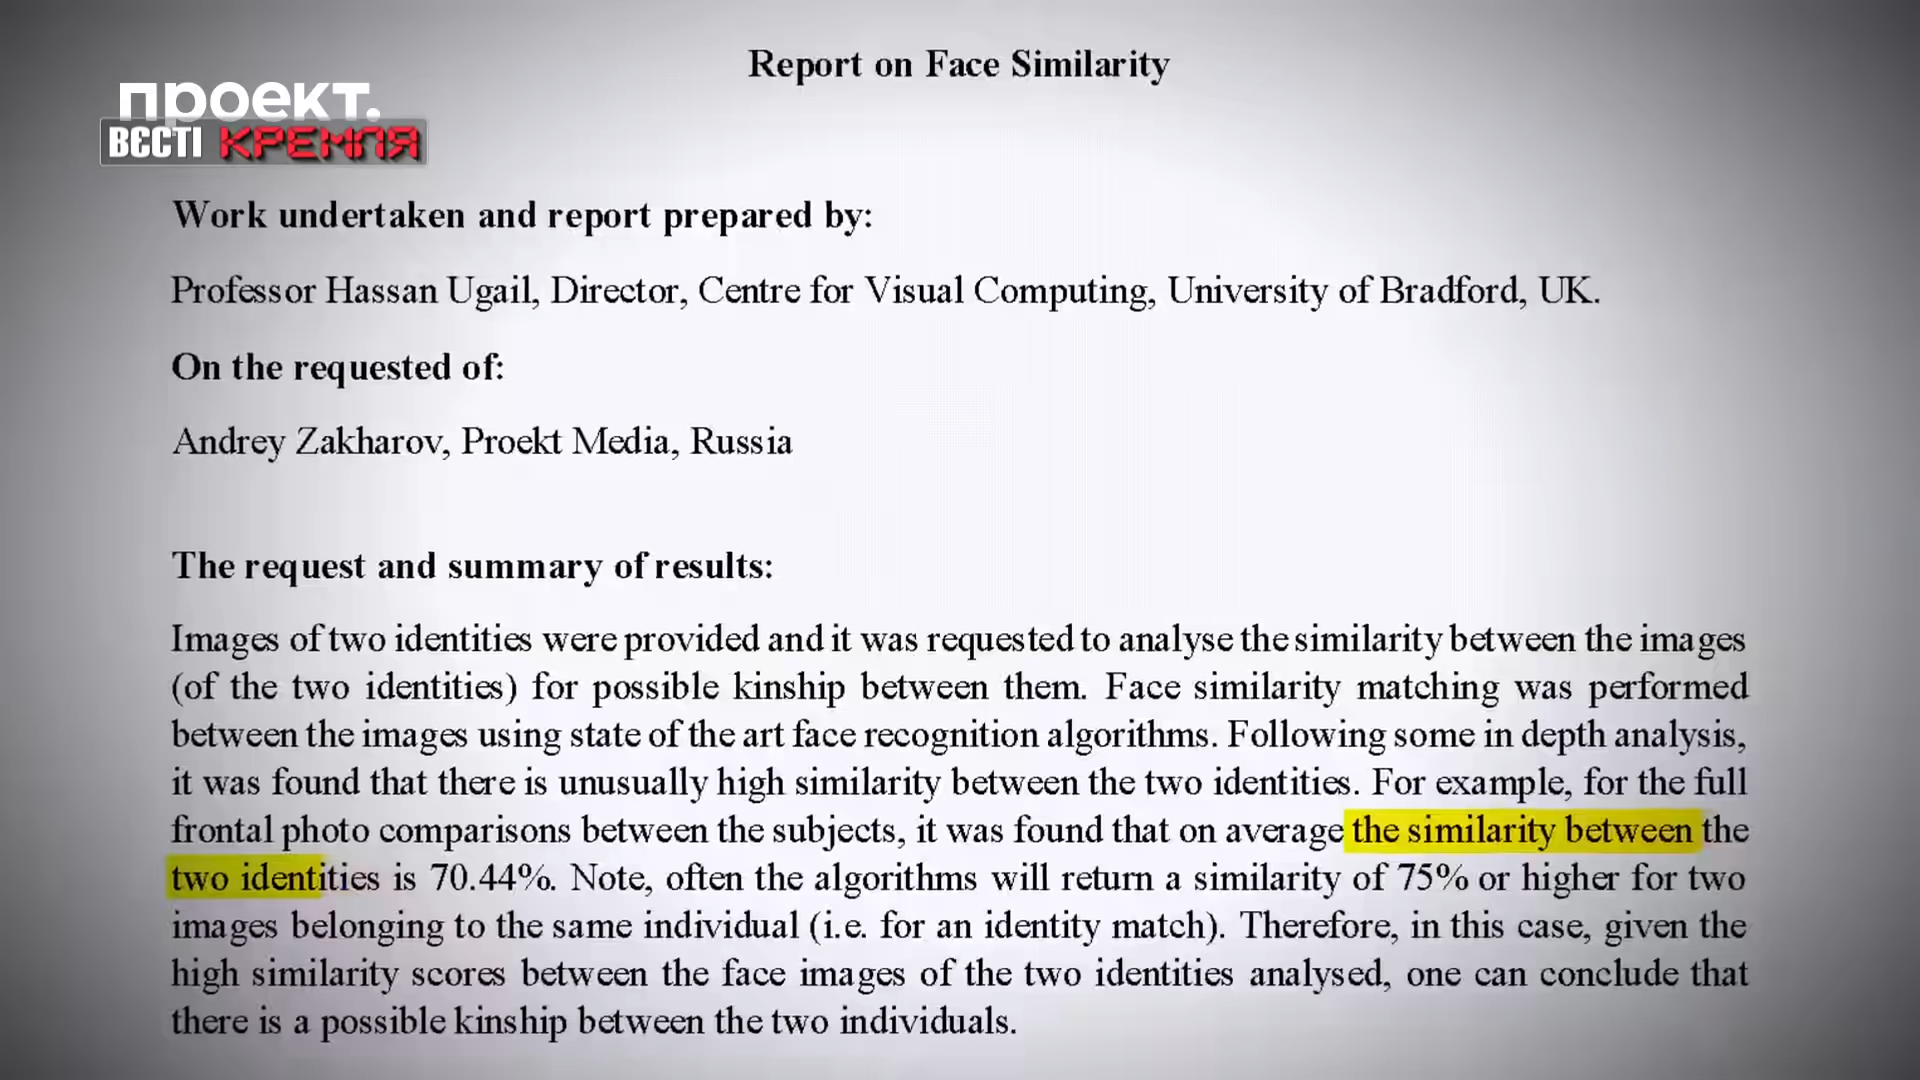 Report on Face Similarity
проект.
ВЄСТІ КРЕМЛЯ
Work undertaken and report prepared by:
Professor Hassan Ugail, Director, Centre for Visual Computing, University of Bradford, UK.
On the requested of:
Andrey Zakharov, Proekt Media, Russia
The request and summary of results:
Images of two identities were provided and it was requested to analyse the similarity between the images
(of the two identities) for possible kinship between them. Face similarity matching was performed
between the images using state of the art face recognition algorithms. Following some in depth analysis,
it was found that there is unusually high similarity between the two identities. For example, for the full
frontal photo comparisons between the subjects, it was found that on average the similarity between the
two identities is 70.44%. Note, often the algorithms will return a similarity of 75% or higher for two
images belonging to the same individual (i.e. for an identity match). Therefore, in this case, given the
high similarity scores between the face images of the two identities analysed, one can conclude that
there is a possible kinship between the two individuals.